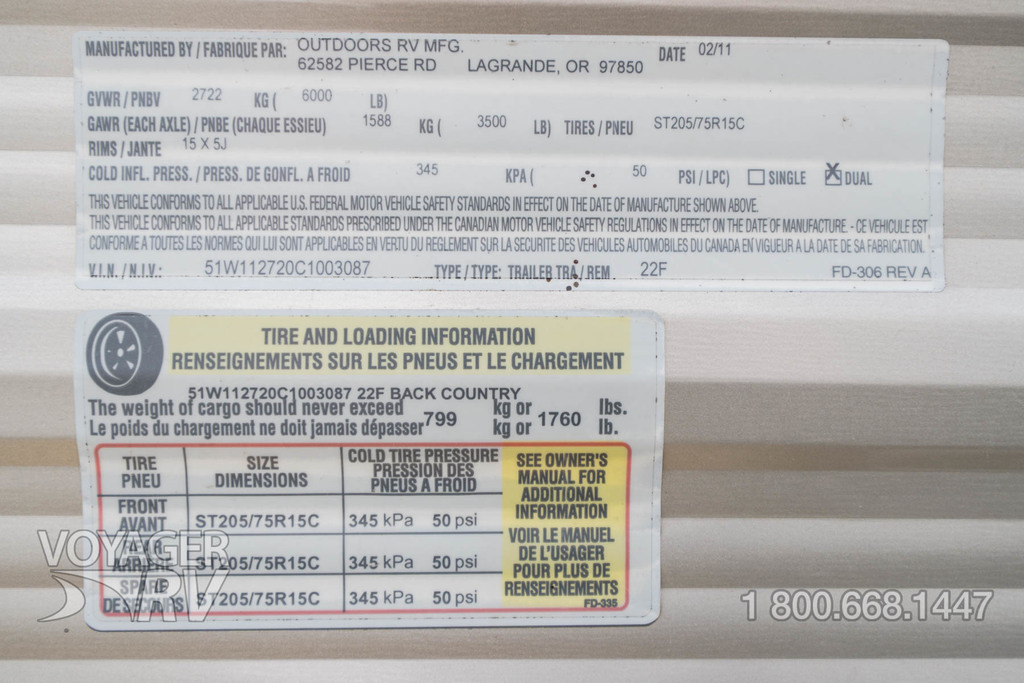 MANUFACTURED BY / FABRIQUE PAR: OUTDOORS RV MFG. DATE 02/11
62582 PIERCE RD LAGRANDE, OR 97850
GVWR / PNBV 2722 KG ( 6000 LB)
GAWR (EACH AXLE) / PNBE (CHAQUE ESSIEU) 1588 KG ( 3500 LB) TIRES / PNEU ST205/75R15C
RIMS / JANTE 15 X 5J
COLD INFL. PRESS. / PRESS. DE GONFL. A FROID 345 KPA ( 50 PSI / LPC) SINGLE X DUAL
THIS VEHICLE CONFORMS TO ALL APPLICABLE U.S. FEDERAL MOTOR VEHICLE SAFETY STANDARDS IN EFFECT ON THE DATE OF MANUFACTURE SHOWN ABOVE.
THIS VEHICLE CONFORMS TO ALL APPLICABLE STANDARDS PRESCRIBED UNDER THE CANADIAN MOTOR VEHICLE SAFETY REGULATIONS IN EFFECT ON THE DATE OF MANUFACTURE. - CE VEHICULE EST
CONFORME A TOUTES LES NORMES QUI LUI SONT APPLICABLES EN VERTU DU REGLEMENT SUR LA SECURITE DES VEHICULES AUTOMOBILES DU CANADA EN VIGUEUR A LA DATE DE SA FABRICATION.
V.I.N. / N.I.V.: 51W112720C1003087 TYPE / TYPE: TRAILER TRA / REM 22F FD-306 REV A
TIRE AND LOADING INFORMATION
RENSEIGNEMENTS SUR LES PNEUS ET LE CHARGEMENT
51W112720C1003087 22F BACK COUNTRY
The weight of cargo should never exceed 799 kg or 1760 lbs.
Le poids du chargement ne doit jamais dépasser kg or lb.
TIRE SIZE COLD TIRE PRESSURE
PNEU DIMENSIONS PRESSION DES
PNEUS A FROID
FRONT
AVANT ST205/75R15C 345 kPa 50 psi
REAR
ARRIERE ST205/75R15C 345 kPa 50 psi
SPARE
DE SECOURS ST205/75R15C 345 kPa 50 psi
SEE OWNER'S
MANUAL FOR
ADDITIONAL
INFORMATION
VOIR LE MANUEL
DE L'USAGER
POUR PLUS DE
RENSEIGNEMENTS
FD-335
VOYAGER
RV
1 800.668.1447